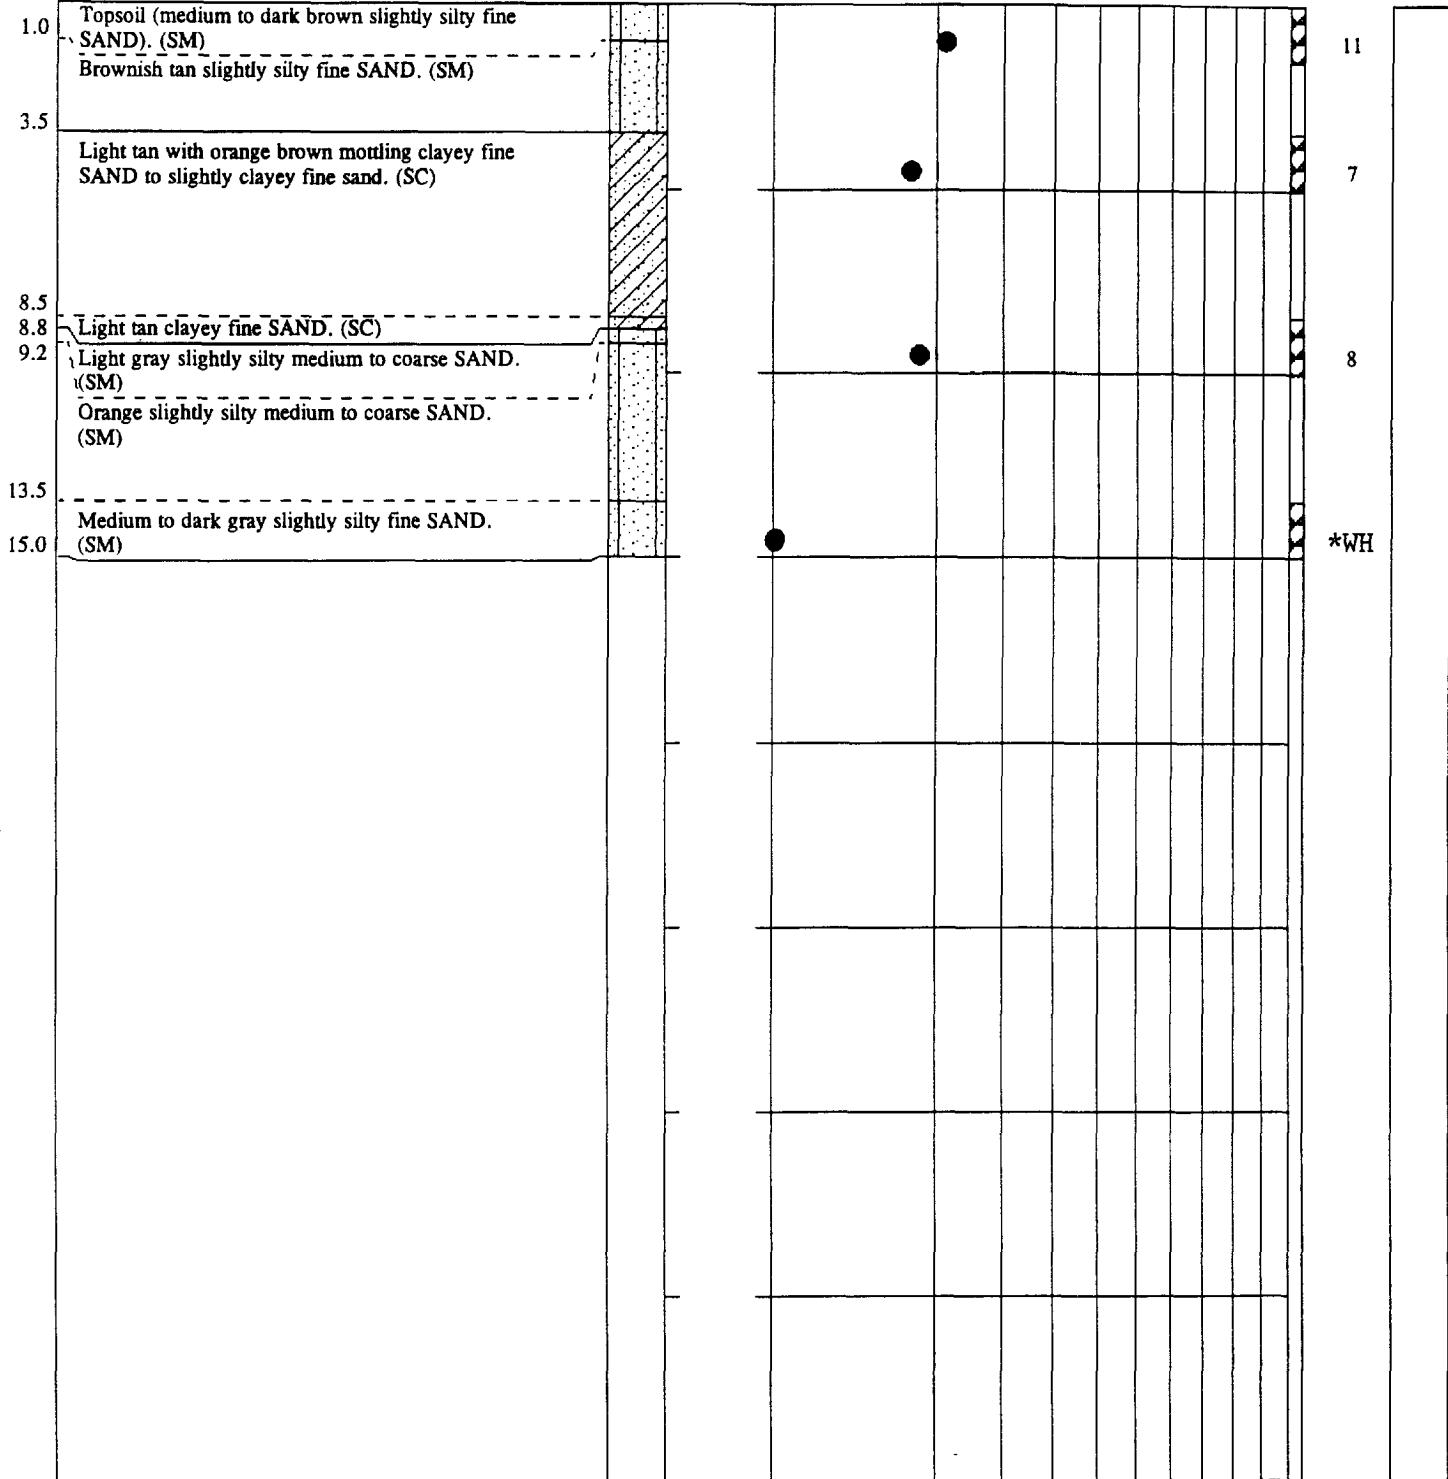 Topsoil (medium to dark brown slightly silty fine
1.0
SAND). (SM)
11
Brownish tan slightly silty fine SAND. (SM)
3.5
Light tan with orange brown mottling clayey fine
SAND to slightly clayey fine sand. (SC)
7
8.5
8.8
Light tan clayey fine SAND. (SC)
9.2
Light gray slightly silty medium to coarse SAND.
8
(SM)
Orange slightly silty medium to coarse SAND.
(SM)
13.5
Medium to dark gray slightly silty fine SAND.
15.0
(SM)
*WH